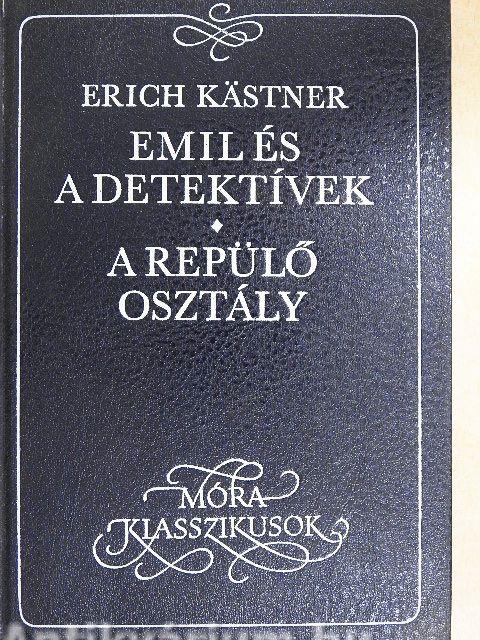 ERICH KÄSTNER
EMIL ÉS
A DETEKTÍVEK
A REPÜLŐ
OSZTÁLY
MÓRA
KLASSZIKUSOK